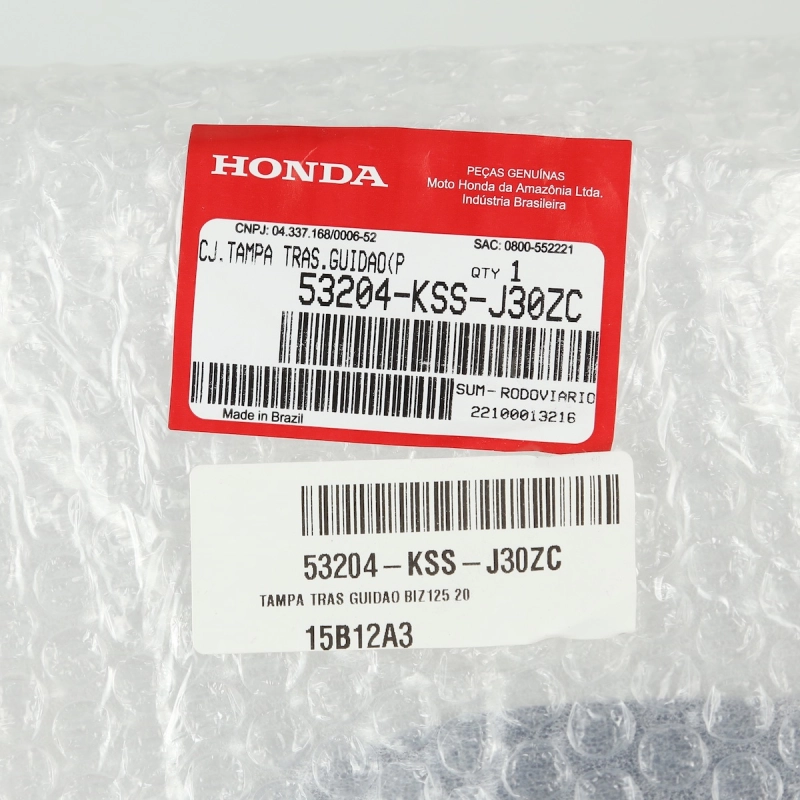 HONDA
PEÇAS GENUÍNAS
Moto Honda da Amazônia Ltda.
Indústria Brasileira
CNPJ: 04.337.168/0006-52
SAC: 0800-552221
CJ.TAMPA TRAS.GUIDAO(P
QTY 1
53204-KSS-J30ZC
SUM-RODOVIARIO
22100013216
Made in Brazil
53204-KSS-J30ZC
TAMPA TRAS GUIDAO BIZ125 20
15B12A3